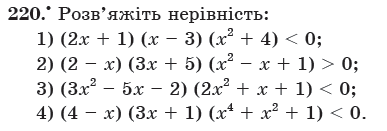 220.• Розв’яжіть нерівність:
1) (2x + 1) (x − 3) (x² + 4) < 0;
2) (2 − x) (3x + 5) (x² − x + 1) > 0;
3) (3x² − 5x − 2) (2x² + x + 1) < 0;
4) (4 − x) (3x + 1) (x⁴ + x² + 1) < 0.